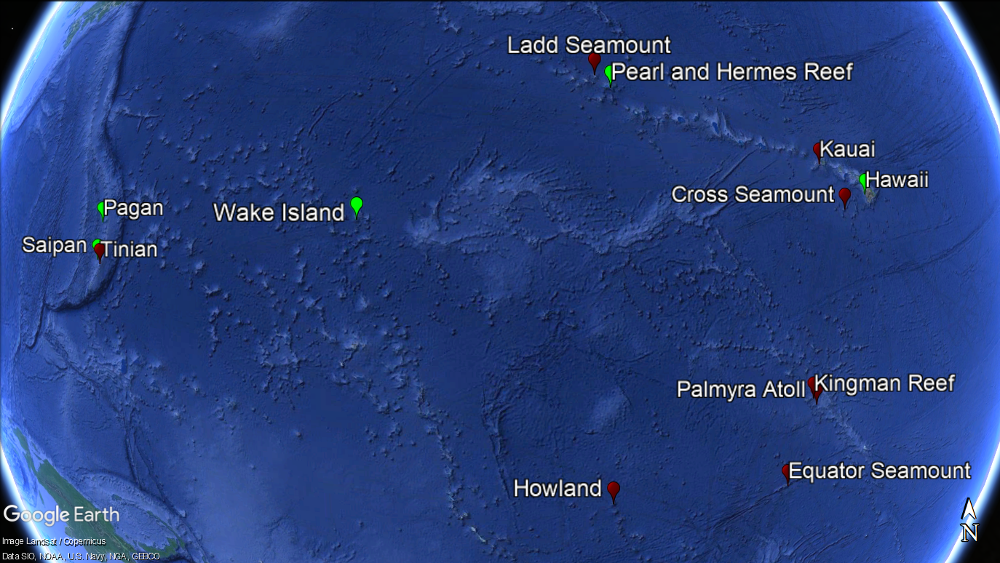 Ladd Seamount
Pearl and Hermes Reef
Kauai
Hawaii
Cross Seamount
Pagan
Wake Island
Saipan
Tinian
Kingman Reef
Palmyra Atoll
Equator Seamount
Howland
Google Earth
N
Image Landsat / Copernicus
Data SIO, NOAA, U.S. Navy, NGA, GEBCO